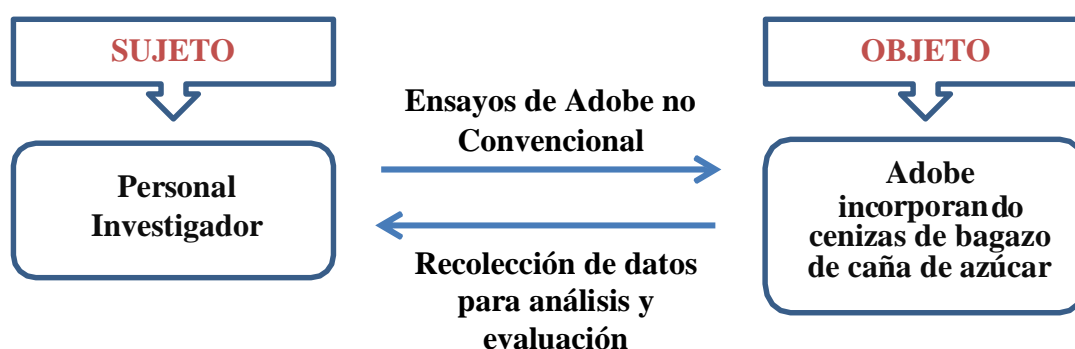 SUJETO
Personal
Investigador
Ensayos de Adobe no
Convencional
Recolección de datos
para análisis y
evaluación
OBJETO
Adobe
incorporando
cenizas de bagazo
de caña de azúcar